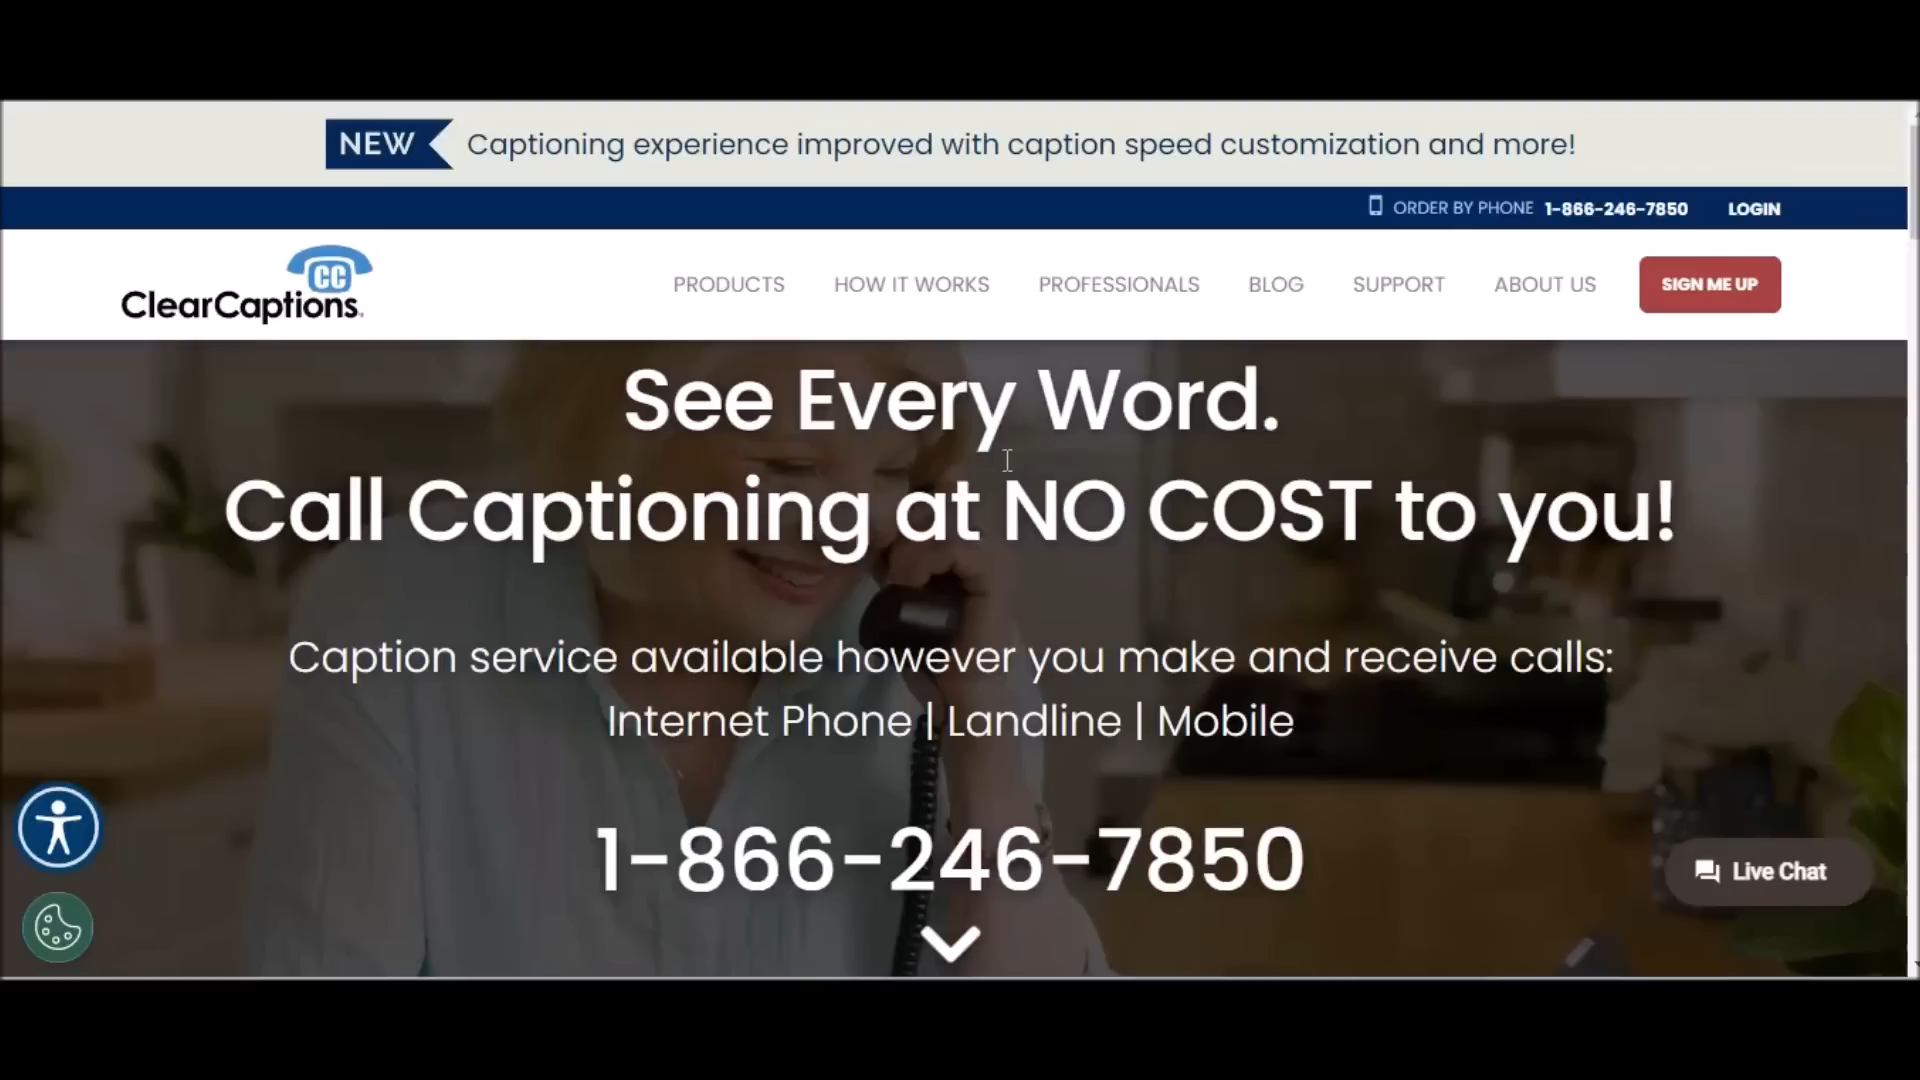 NEW Captioning experience improved with caption speed customization and more!
ORDER BY PHONE 1-866-246-7850 LOGIN
CC
ClearCaptions
PRODUCTS HOW IT WORKS PROFESSIONALS BLOG SUPPORT ABOUT US SIGN ME UP
See Every Word.
Call Captioning at NO COST to you!
Caption service available however you make and receive calls:
Internet Phone | Landline | Mobile
1-866-246-7850
Live Chat